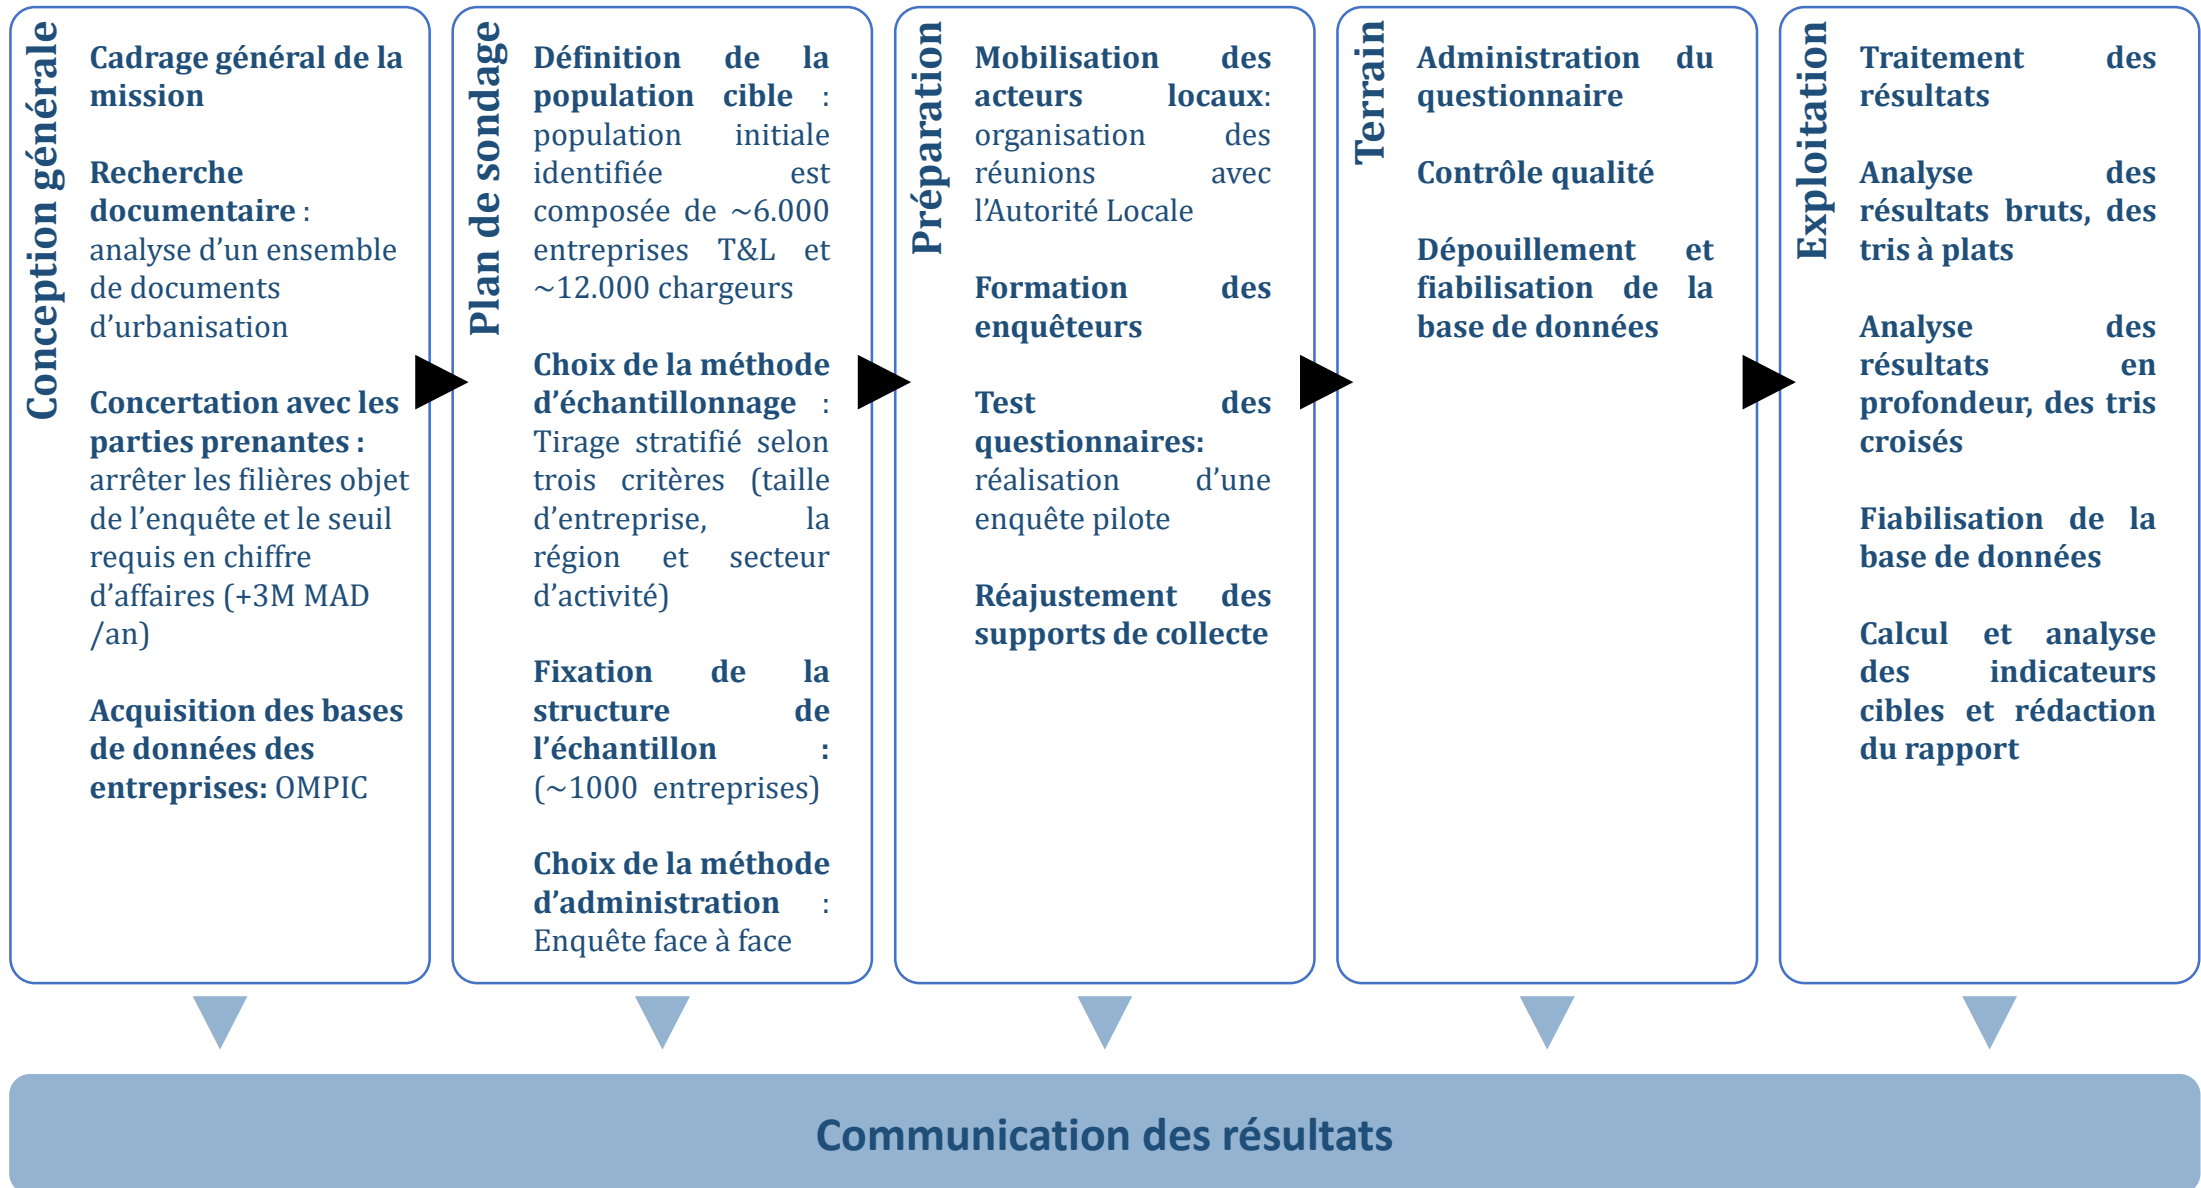 Conception générale
Cadrage général de la
mission
Recherche
documentaire :
analyse d’un ensemble
de documents
d’urbanisation
Concertation avec les
parties prenantes :
arrêter les filières objet
de l’enquête et le seuil
requis en chiffre
d’affaires (+3M MAD
/an)
Acquisition des bases
de données des
entreprises: OMPIC
Plan de sondage
Définition de la
population cible :
population initiale
identifiée est
composée de ~6.000
entreprises T&L et
~12.000 chargeurs
Choix de la méthode
d’échantillonnage :
Tirage stratifié selon
trois critères (taille
d’entreprise, la
région et secteur
d’activité)
Fixation de la
structure de
l’échantillon :
(~1000 entreprises)
Choix de la méthode
d’administration :
Enquête face à face
Préparation
Mobilisation des
acteurs locaux:
organisation des
réunions avec
l’Autorité Locale
Formation des
enquêteurs
Test des
questionnaires:
réalisation d’une
enquête pilote
Réajustement des
supports de collecte
Terrain
Administration du
questionnaire
Contrôle qualité
Dépouillement et
fiabilisation de la
base de données
Exploitation
Traitement des
résultats
Analyse des
résultats bruts, des
tris à plats
Analyse des
résultats en
profondeur, des tris
croisés
Fiabilisation de la
base de données
Calcul et analyse
des indicateurs
cibles et rédaction
du rapport
Communication des résultats